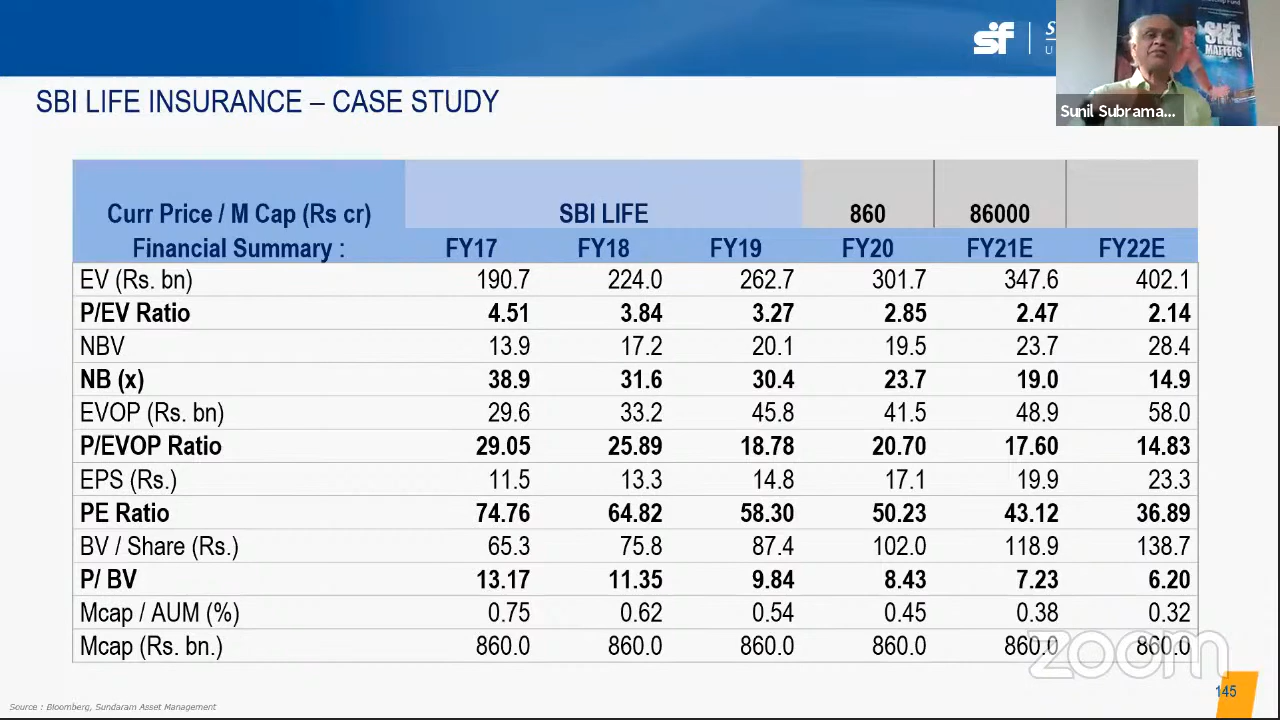 sf
SIZE
MATTERS
Sunil Subrama...
SBI LIFE INSURANCE – CASE STUDY
Curr Price / M Cap (Rs cr) SBI LIFE 860 86000
Financial Summary : FY17 FY18 FY19 FY20 FY21E FY22E
EV (Rs. bn) 190.7 224.0 262.7 301.7 347.6 402.1
P/EV Ratio 4.51 3.84 3.27 2.85 2.47 2.14
NBV 13.9 17.2 20.1 19.5 23.7 28.4
NB (x) 38.9 31.6 30.4 23.7 19.0 14.9
EVOP (Rs. bn) 29.6 33.2 45.8 41.5 48.9 58.0
P/EVOP Ratio 29.05 25.89 18.78 20.70 17.60 14.83
EPS (Rs.) 11.5 13.3 14.8 17.1 19.9 23.3
PE Ratio 74.76 64.82 58.30 50.23 43.12 36.89
BV / Share (Rs.) 65.3 75.8 87.4 102.0 118.9 138.7
P/ BV 13.17 11.35 9.84 8.43 7.23 6.20
Mcap / AUM (%) 0.75 0.62 0.54 0.45 0.38 0.32
Mcap (Rs. bn.) 860.0 860.0 860.0 860.0 860.0 860.0
zoom
145
Source : Bloomberg, Sundaram Asset Management